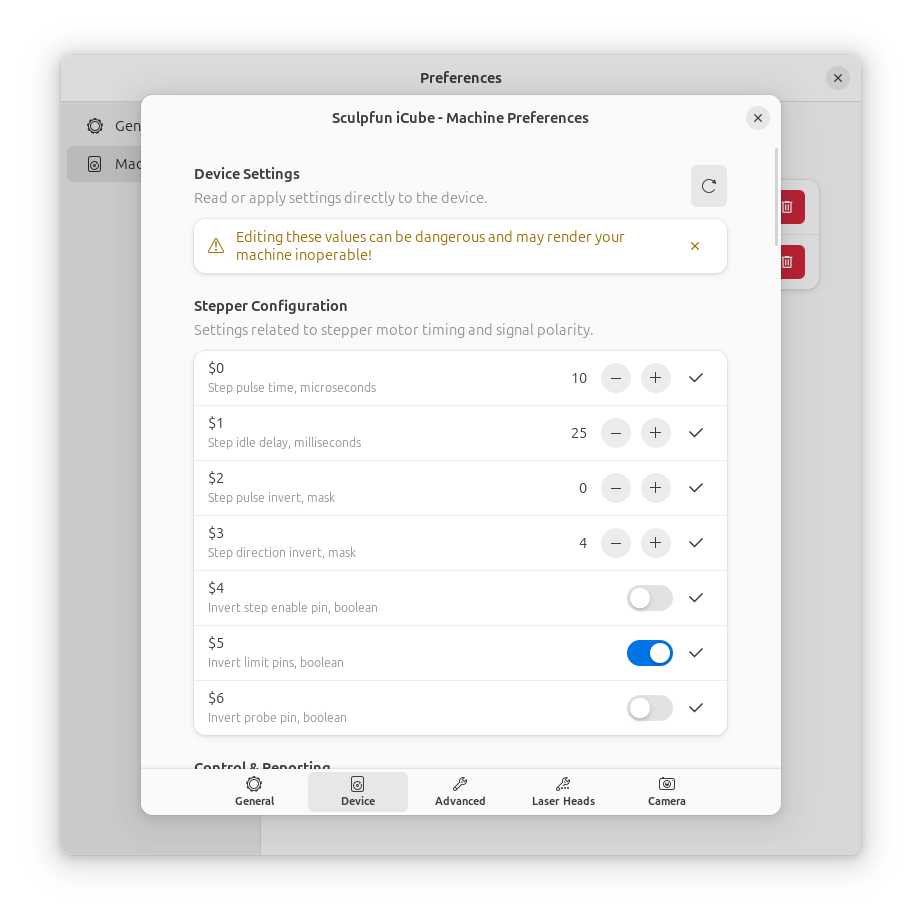 Preferences
Gen
Mac
Sculpfun iCube - Machine Preferences
Device Settings
Read or apply settings directly to the device.
Editing these values can be dangerous and may render your
machine inoperable!
Stepper Configuration
Settings related to stepper motor timing and signal polarity.
$0
Step pulse time, microseconds
10
$1
Step idle delay, milliseconds
25
$2
Step pulse invert, mask
0
$3
Step direction invert, mask
4
$4
Invert step enable pin, boolean
$5
Invert limit pins, boolean
$6
Invert probe pin, boolean
Control & Reporting
General
Device
Advanced
Laser Heads
Camera